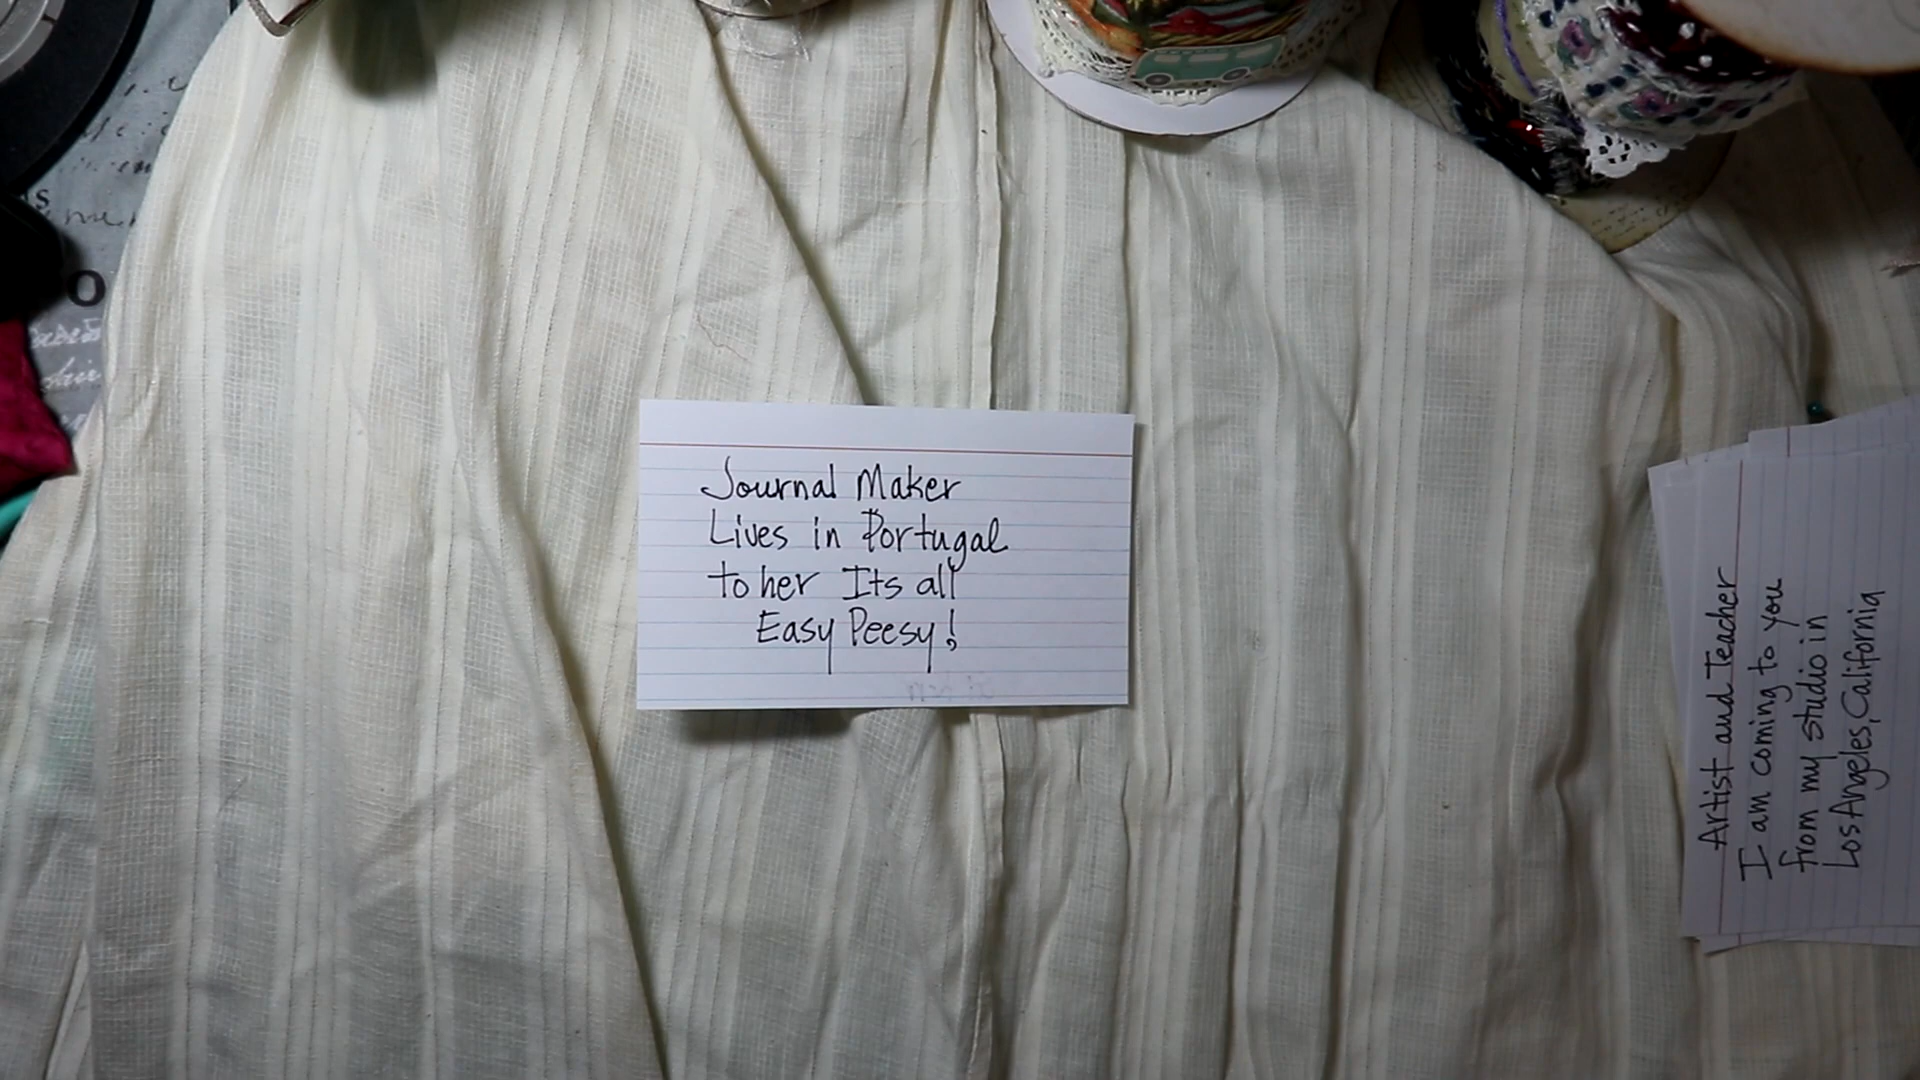 Journal Maker
Lives in Portugal
to her Its all
Easy Peesy!
Artist and Teacher
I am coming to you
from my studio in
Los Angeles, California